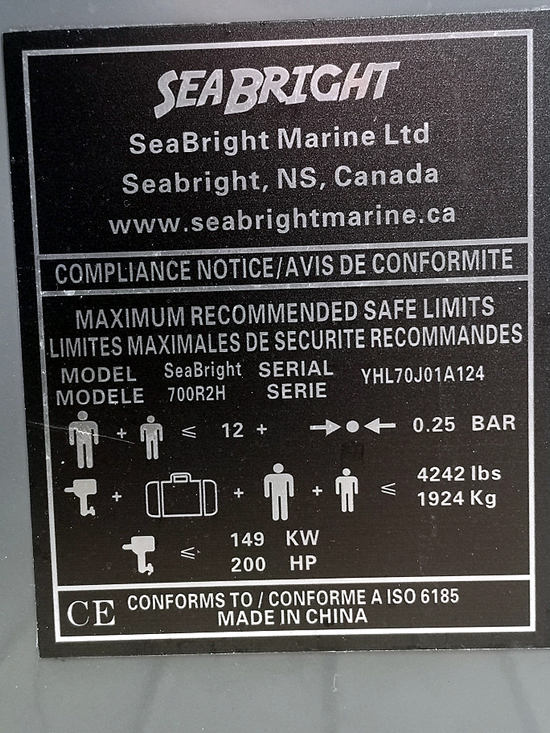 SEABRIGHT
SeaBright Marine Ltd
Seabright, NS, Canada
www.seabrightmarine.ca
COMPLIANCE NOTICE/AVIS DE CONFORMITE
MAXIMUM RECOMMENDED SAFE LIMITS
LIMITES MAXIMALES DE SECURITE RECOMMANDES
MODEL SeaBright SERIAL YHL70J01A124
MODELE 700R2H SERIE
+ ≤ 12 + 0.25 BAR
+ + + ≤ 4242 lbs
1924 Kg
≤ 149 KW
200 HP
CE CONFORMS TO / CONFORME A ISO 6185
MADE IN CHINA